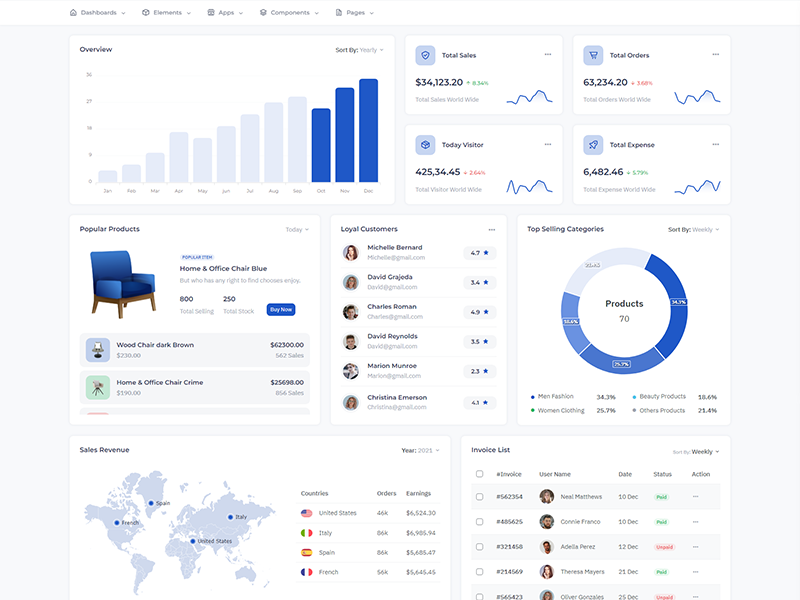 Dashboards Elements Apps Components Pages
Overview
Sort By: Yearly
36
27
18
9
0
Jan Feb Mar Apr May Jun Jul Aug Sep Oct Nov Dec
Total Sales
$34,123.20 8.34%
Total Sales World Wide
Total Orders
63,234.20 3.68%
Total Orders World Wide
Today Visitor
425,34.45 2.64%
Total Visitor World Wide
Total Expense
6,482.46 5.79%
Total Expense World Wide
Popular Products
Today
POPULAR ITEM
Home & Office Chair Blue
But who has any right to find chooses enjoy.
800 250
Total Selling Total Stock
Buy Now
Wood Chair dark Brown $62300.00
$230.00 562 Sales
Home & Office Chair Crime $25698.00
$190.00 856 Sales
Loyal Customers
Michelle Bernard
Michelle@gmail.com
4.7
David Grajeda
David@gmail.com
3.4
Charles Roman
Charles@gmail.com
4.9
David Reynolds
David@gmail.com
3.5
Marion Munroe
Marion@gmail.com
2.3
Christina Emerson
Christina@gmail.com
4.1
Top Selling Categories
Sort By: Weekly
34.3%
25.7%
18.6%
Products
70
Men Fashion 34.3% Beauty Products 18.6%
Women Clothing 25.7% Others Products 21.4%
Sales Revenue
Year: 2021
Spain
French
Italy
United States
Countries Orders Earnings
United States 46k $6,524.30
Italy 86k $6,985.94
Spain 86k $5,685.47
French 56k $5,645.45
Invoice List
Sort By: Weekly
#Invoice User Name Date Status Action
#562354 Neal Matthews 10 Dec Paid
#485625 Connie Franco 10 Dec Paid
#321458 Adella Perez 12 Dec Unpaid
#214569 Theresa Mayers 21 Dec Paid
#565423 Oliver Gonzales 25 Dec Unpaid